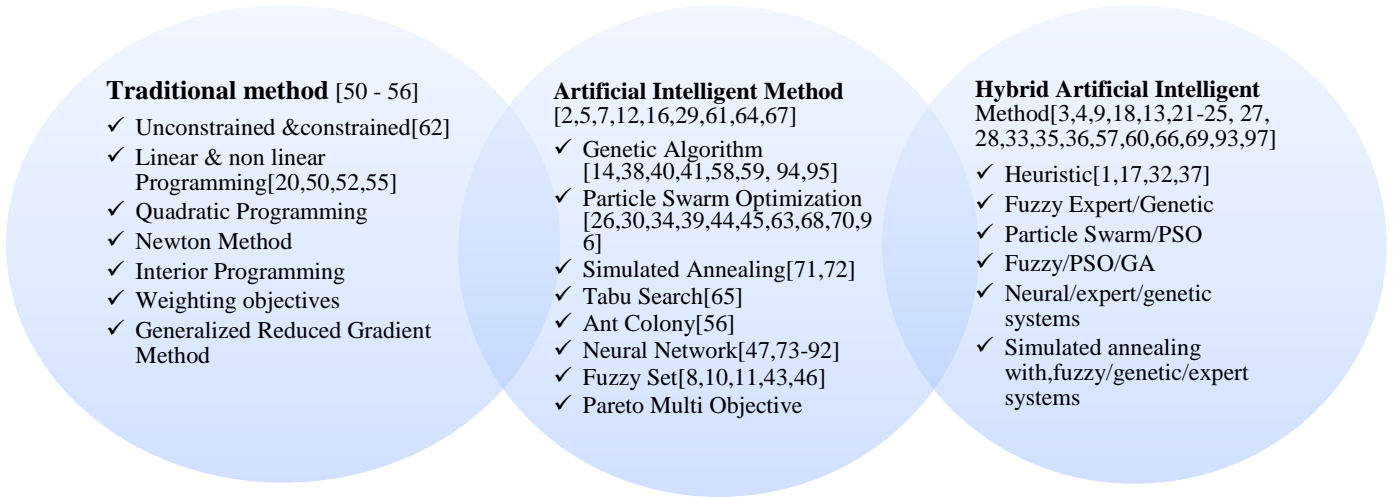 Traditional method [50 - 56]
✓ Unconstrained &constrained[62]
✓ Linear & non linear
Programming[20,50,52,55]
✓ Quadratic Programming
✓ Newton Method
✓ Interior Programming
✓ Weighting objectives
✓ Generalized Reduced Gradient
Method
Artificial Intelligent Method
[2,5,7,12,16,29,61,64,67]
✓ Genetic Algorithm
[14,38,40,41,58,59, 94,95]
✓ Particle Swarm Optimization
[26,30,34,39,44,45,63,68,70,9
6]
✓ Simulated Annealing[71,72]
✓ Tabu Search[65]
✓ Ant Colony[56]
✓ Neural Network[47,73-92]
✓ Fuzzy Set[8,10,11,43,46]
✓ Pareto Multi Objective
Hybrid Artificial Intelligent
Method[3,4,9,18,13,21-25, 27,
28,33,35,36,57,60,66,69,93,97]
✓ Heuristic[1,17,32,37]
✓ Fuzzy Expert/Genetic
✓ Particle Swarm/PSO
✓ Fuzzy/PSO/GA
✓ Neural/expert/genetic
systems
✓ Simulated annealing
with,fuzzy/genetic/expert
systems